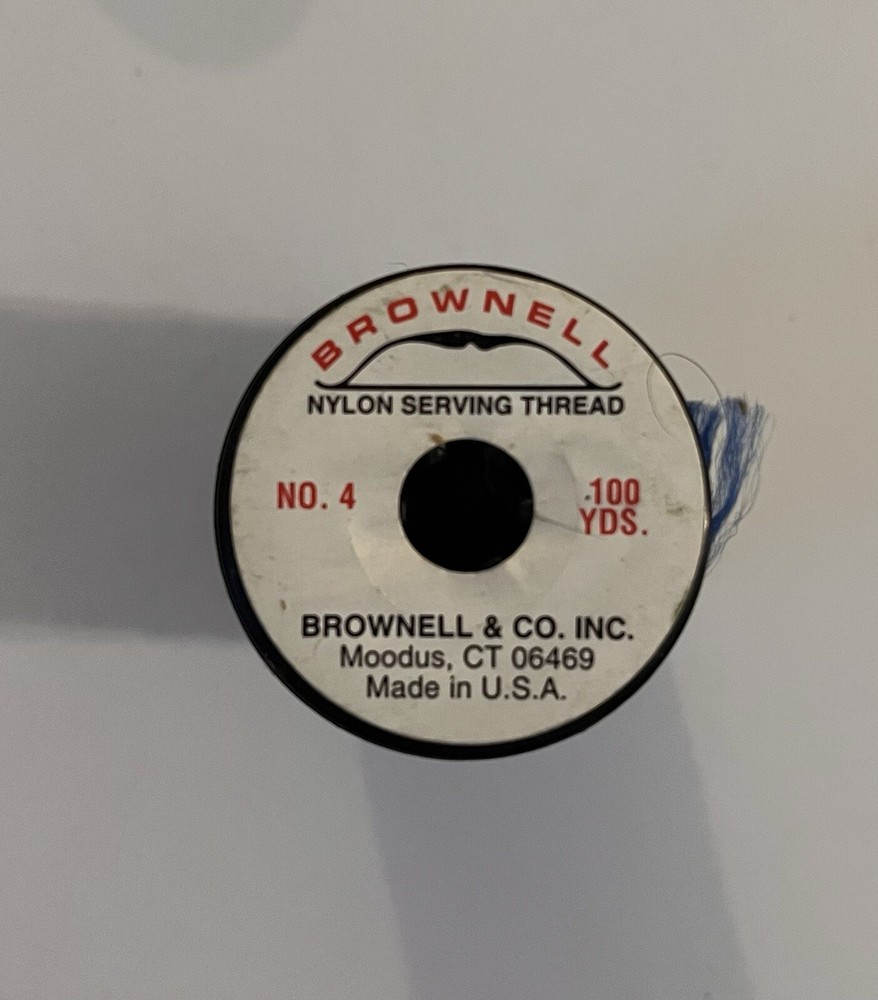 BROWNELL
NYLON SERVING THREAD
NO. 4
100
YDS.
BROWNELL & CO. INC.
Moodus, CT 06469
Made in U.S.A.